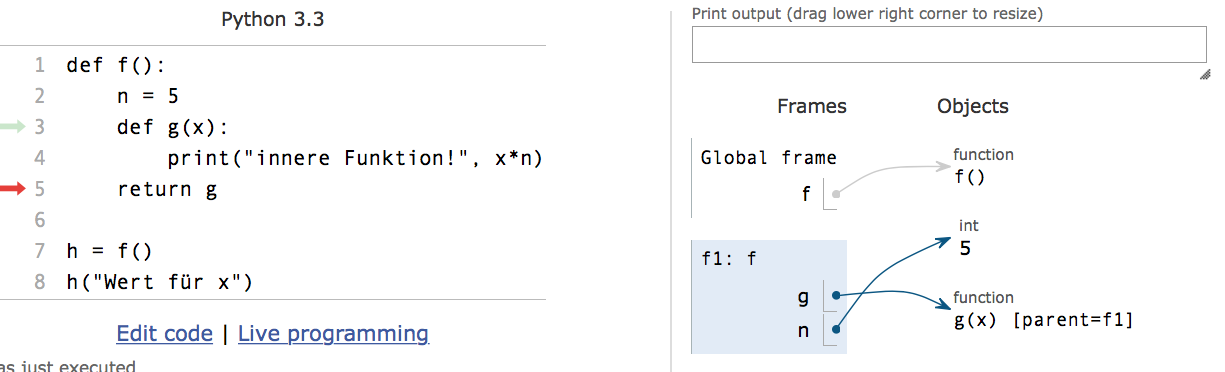 Python 3.3
1 def f():
2     n = 5
3     def g(x):
4         print("innere Funktion!", x*n)
5     return g
6
7 h = f()
8 h("Wert für x")
Edit code | Live programming
as just executed
Print output (drag lower right corner to resize)
Frames Objects
Global frame
f
function
f()
int
5
f1: f
g
n
function
g(x) [parent=f1]